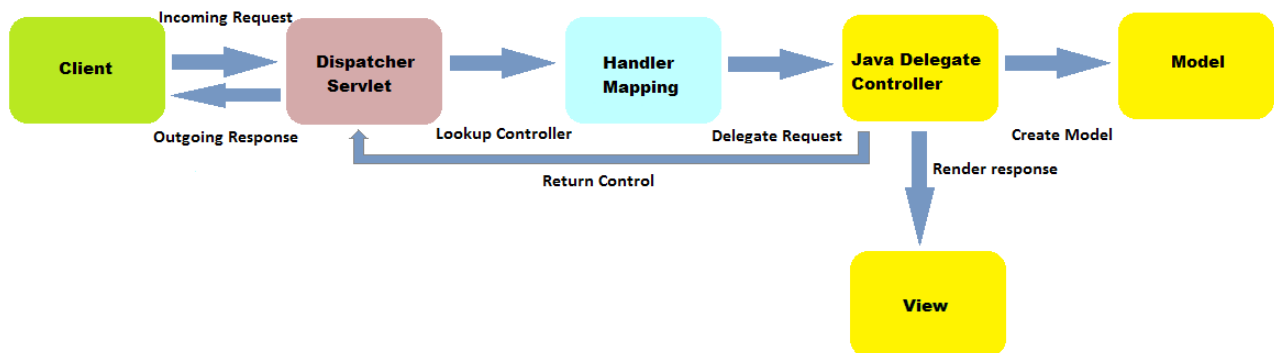 Incoming Request
Client
Dispatcher
Servlet
Handler
Mapping
Java Delegate
Controller
Model
Outgoing Response
Lookup Controller
Delegate Request
Create Model
Return Control
Render response
View